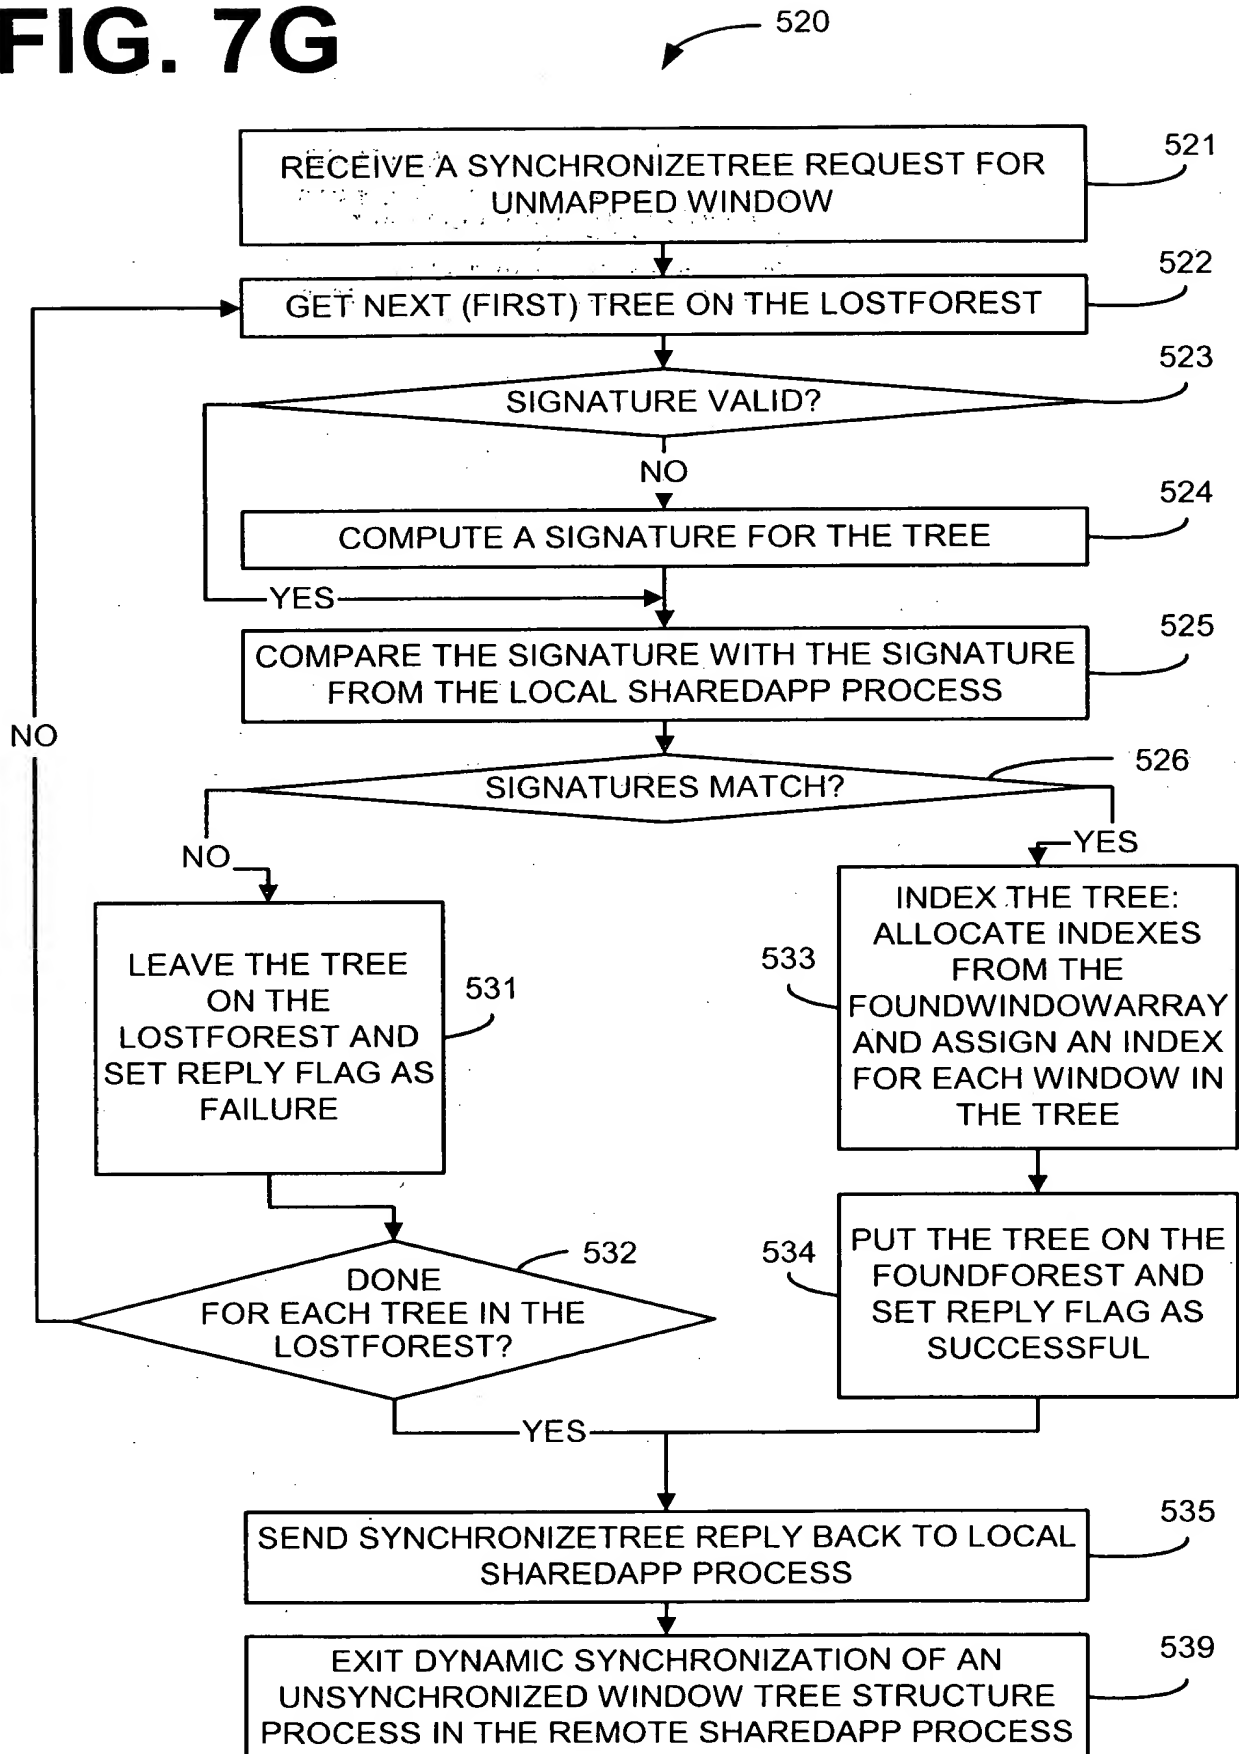 FIG. 7G
520
RECEIVE A SYNCHRONIZETREE REQUEST FOR
UNMAPPED WINDOW
521
GET NEXT (FIRST) TREE ON THE LOSTFOREST
522
SIGNATURE VALID?
523
NO
COMPUTE A SIGNATURE FOR THE TREE
524
YES
COMPARE THE SIGNATURE WITH THE SIGNATURE
FROM THE LOCAL SHAREDAPP PROCESS
525
NO
SIGNATURES MATCH?
526
NO
YES
LEAVE THE TREE
ON THE
LOSTFOREST AND
SET REPLY FLAG AS
FAILURE
531
INDEX THE TREE:
ALLOCATE INDEXES
FROM THE
FOUNDWINDOWARRAY
AND ASSIGN AN INDEX
FOR EACH WINDOW IN
THE TREE
533
DONE
FOR EACH TREE IN THE
LOSTFOREST?
532
PUT THE TREE ON THE
FOUNDFOREST AND
SET REPLY FLAG AS
SUCCESSFUL
534
YES
SEND SYNCHRONIZETREE REPLY BACK TO LOCAL
SHAREDAPP PROCESS
535
EXIT DYNAMIC SYNCHRONIZATION OF AN
UNSYNCHRONIZED WINDOW TREE STRUCTURE
PROCESS IN THE REMOTE SHAREDAPP PROCESS
539